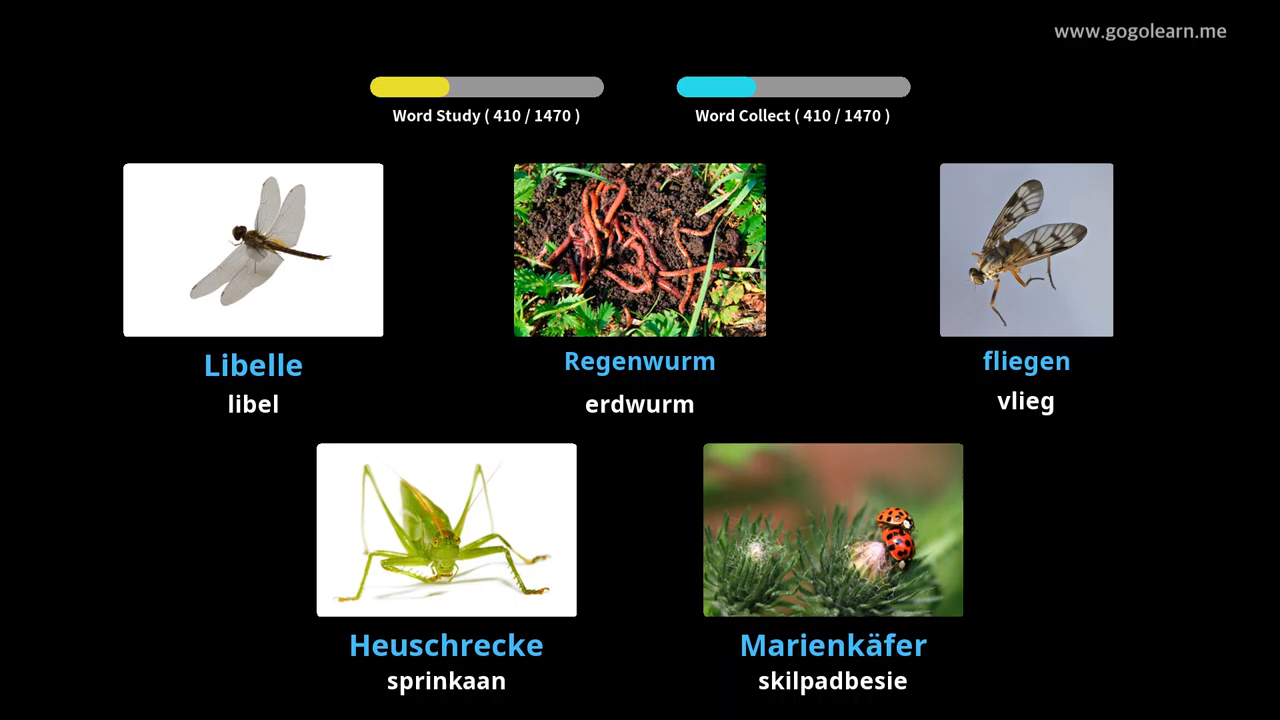 www.gogolearn.me
Word Study ( 410 / 1470 )
Word Collect ( 410 / 1470 )
Libelle
libel
Regenwurm
erdwurm
fliegen
vlieg
Heuschrecke
sprinkaan
Marienkäfer
skilpadbesie